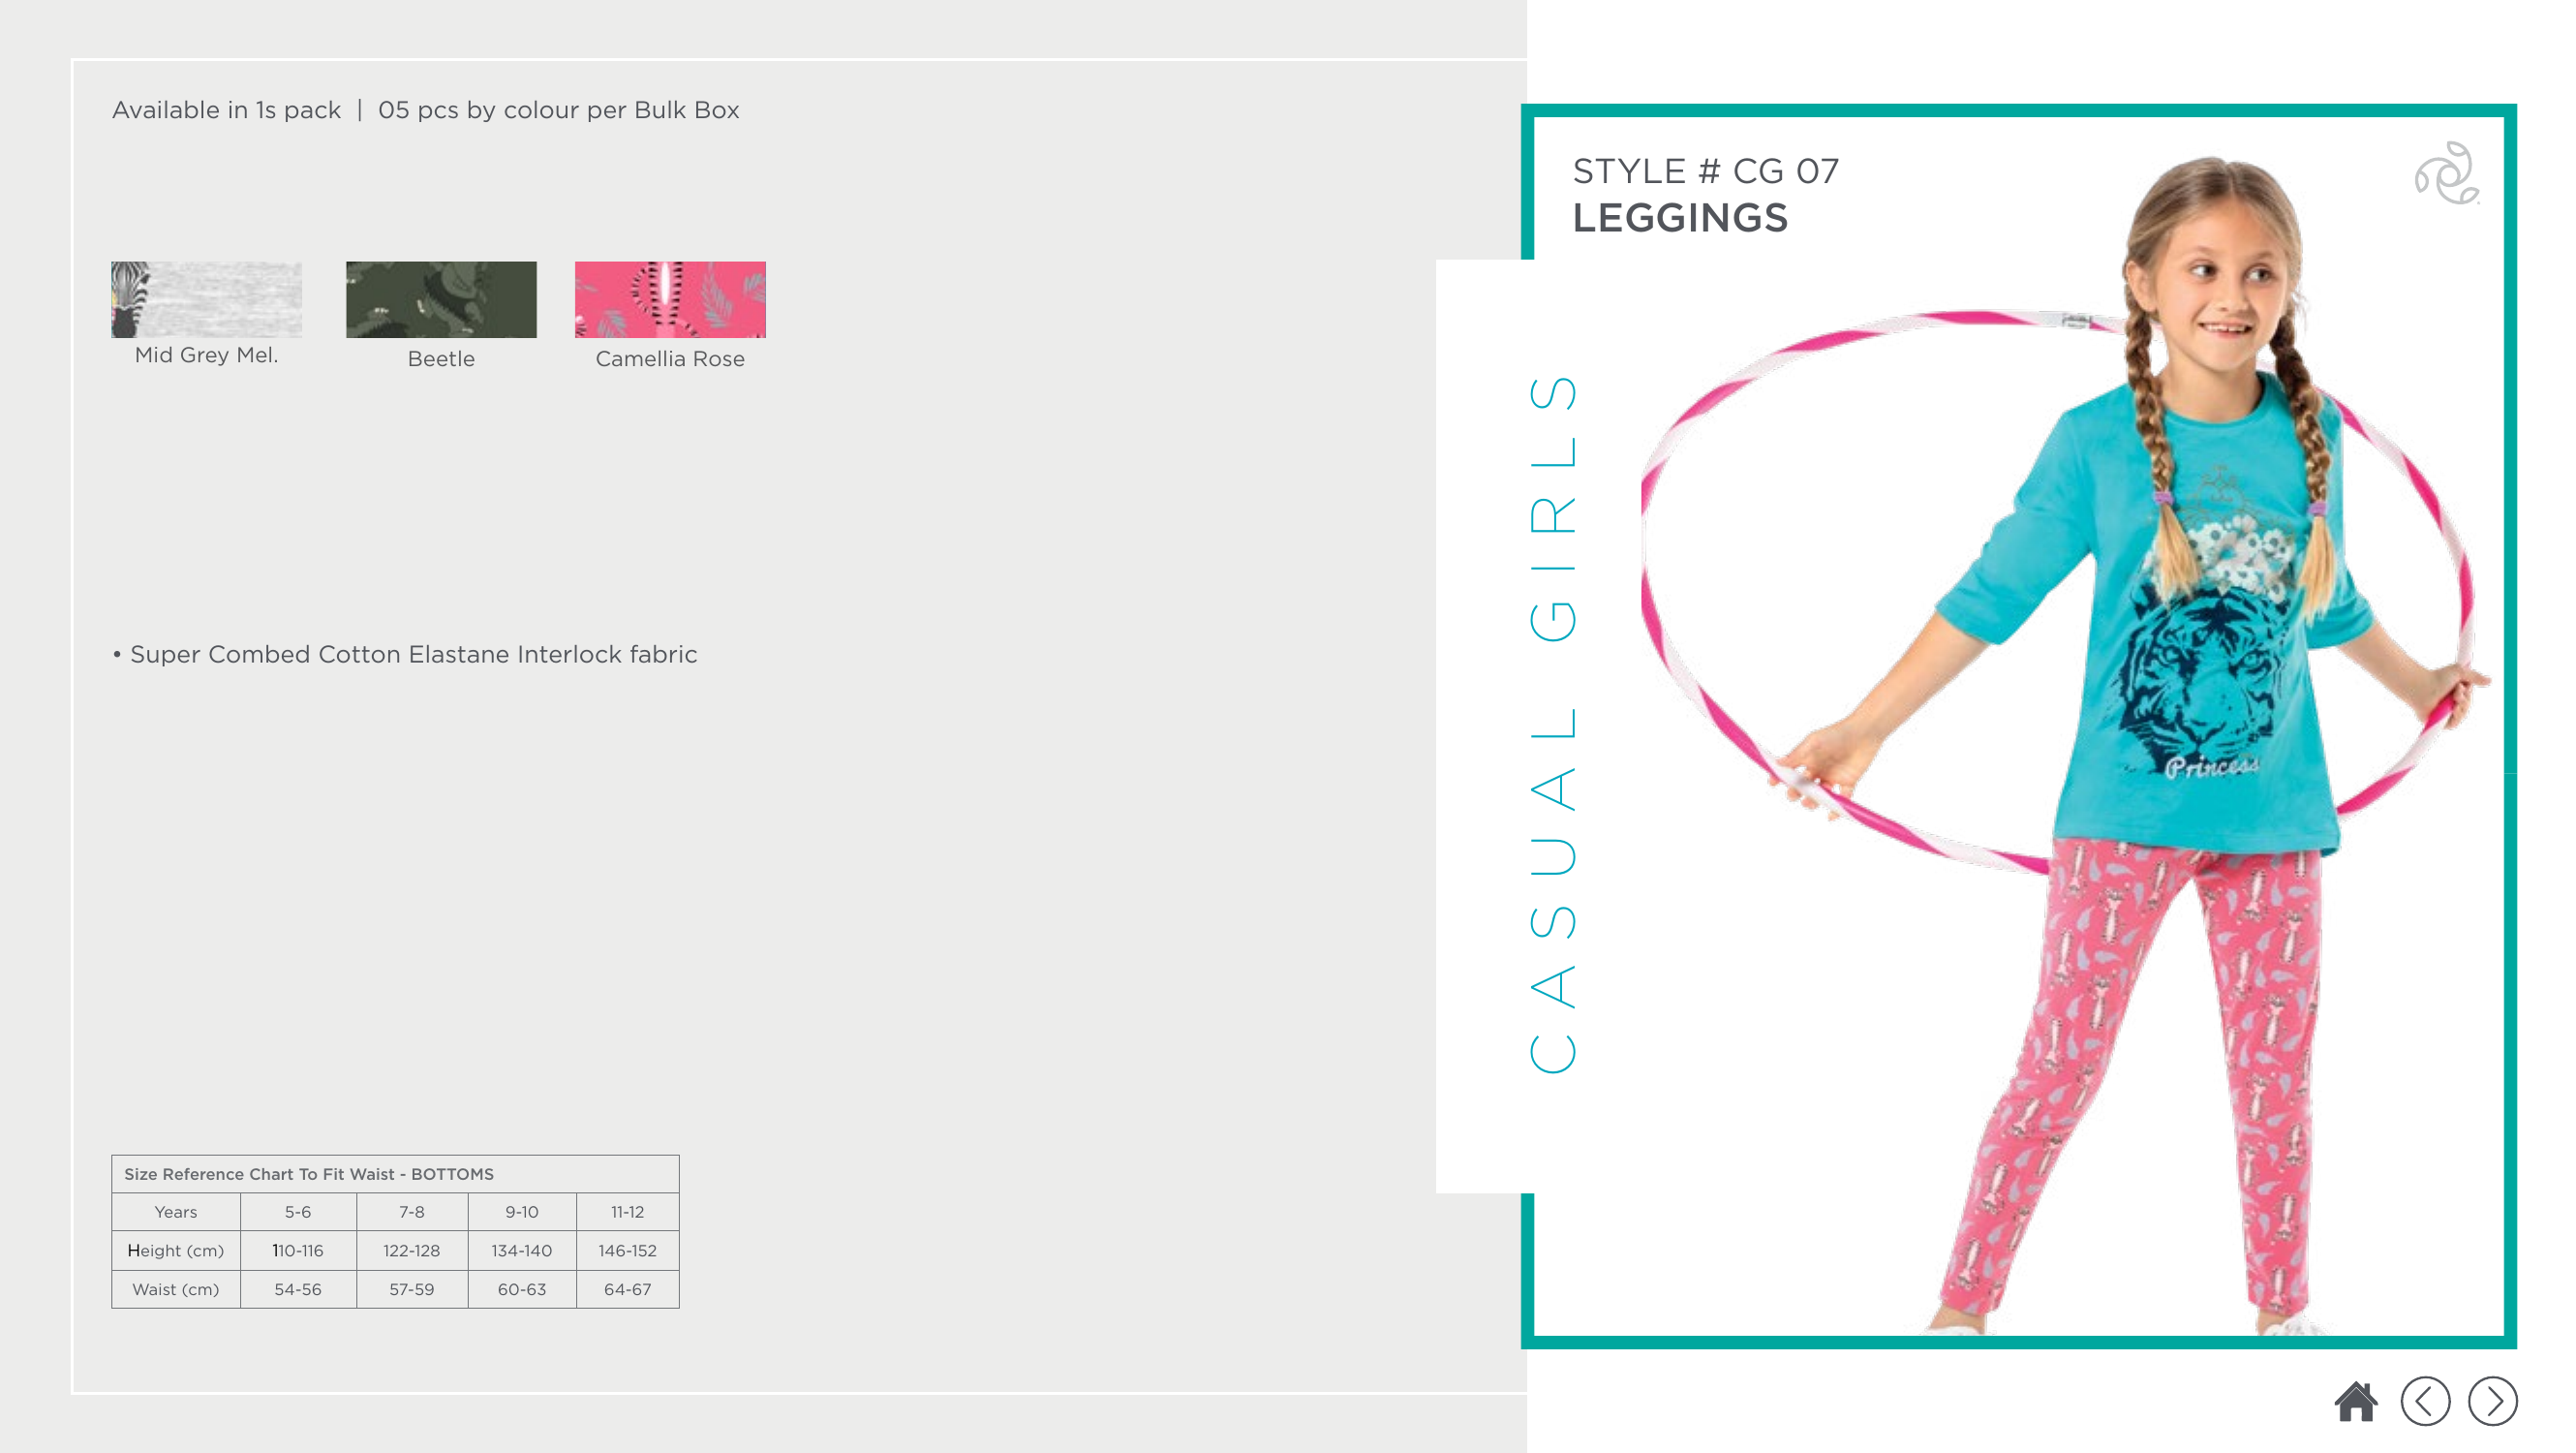 Available in 1s pack | 05 pcs by colour per Bulk Box
Mid Grey Mel.
Beetle
Camellia Rose
• Super Combed Cotton Elastane Interlock fabric
Size Reference Chart To Fit Waist - BOTTOMS
Years 5-6 7-8 9-10 11-12
Height (cm) 110-116 122-128 134-140 146-152
Waist (cm) 54-56 57-59 60-63 64-67
STYLE # CG 07
LEGGINGS
CASUAL GIRLS
Princess